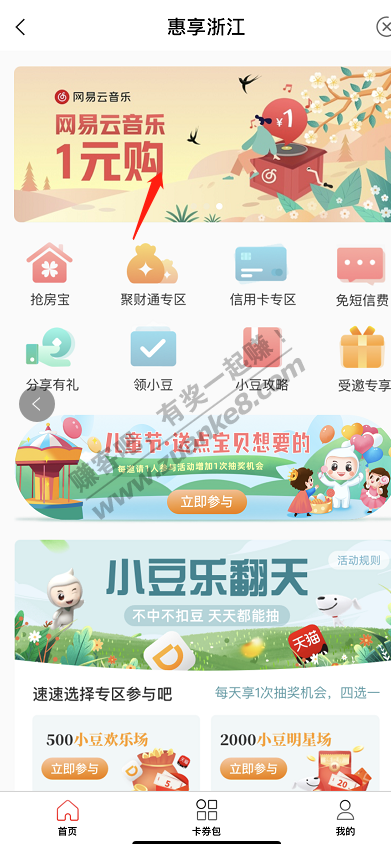 惠享浙江
网易云音乐
网易云音乐
1元购
¥1
抢房宝
聚财通专区
信用卡专区
免短信费
分享有礼
领小豆
小豆攻略
受邀专享
赚客吧，有奖一起赚！
www.zuanke8.com
儿童节·送点宝贝想要的
每邀请1人参与活动增加1次抽奖机会
立即参与
活动规则
小豆乐翻天
不中不扣豆 天天都能抽
天猫
速速选择专区参与吧
每天享1次抽奖机会，四选一
500小豆欢乐场
立即参与
5
2000小豆明星场
立即参与
20
首页
卡券包
我的